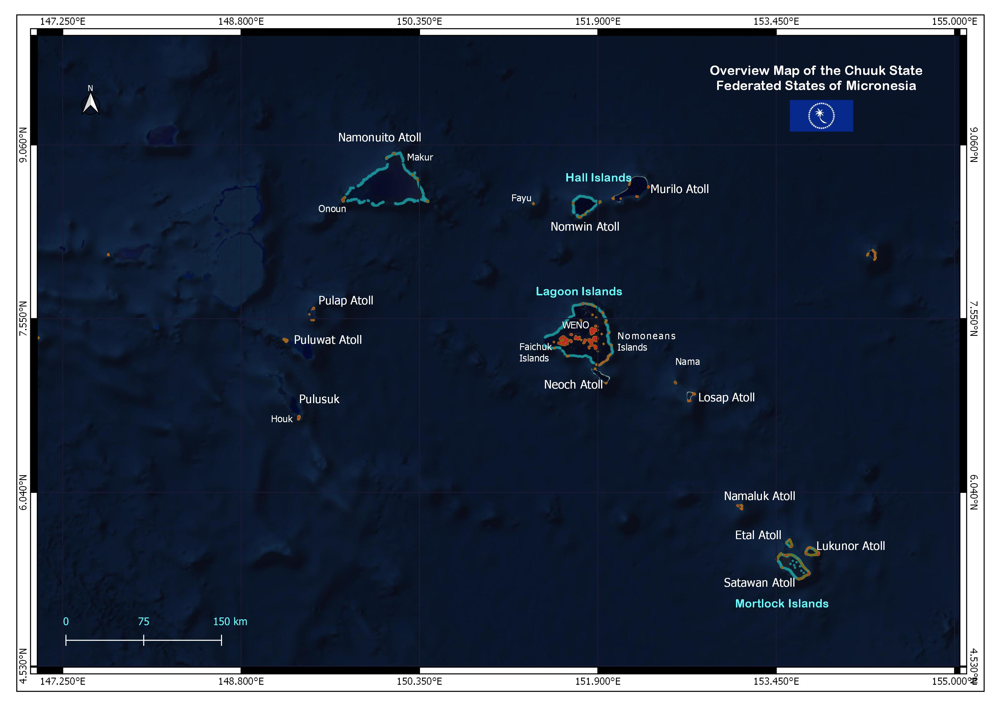 147.250°E 148.800°E 150.350°E 151.900°E 153.450°E 155.000°E
Overview Map of the Chuuk State
Federated States of Micronesia
N
9.060°N
9.060°N
Namonuito Atoll
Makur
Hall Islands
Murilo Atoll
Fayu
Onoun
Nomwin Atoll
Lagoon Islands
Pulap Atoll
7.550°N
7.550°N
WENO
Nomoneans
Islands
Puluwat Atoll
Faichuk
Islands
Nama
Neoch Atoll
Losap Atoll
Pulusuk
Houk
6.040°N
6.040°N
Namaluk Atoll
Etal Atoll
Lukunor Atoll
Satawan Atoll
Mortlock Islands
0 75 150 km
4.530°N
4.530°N
147.250°E 148.800°E 150.350°E 151.900°E 153.450°E 155.000°E